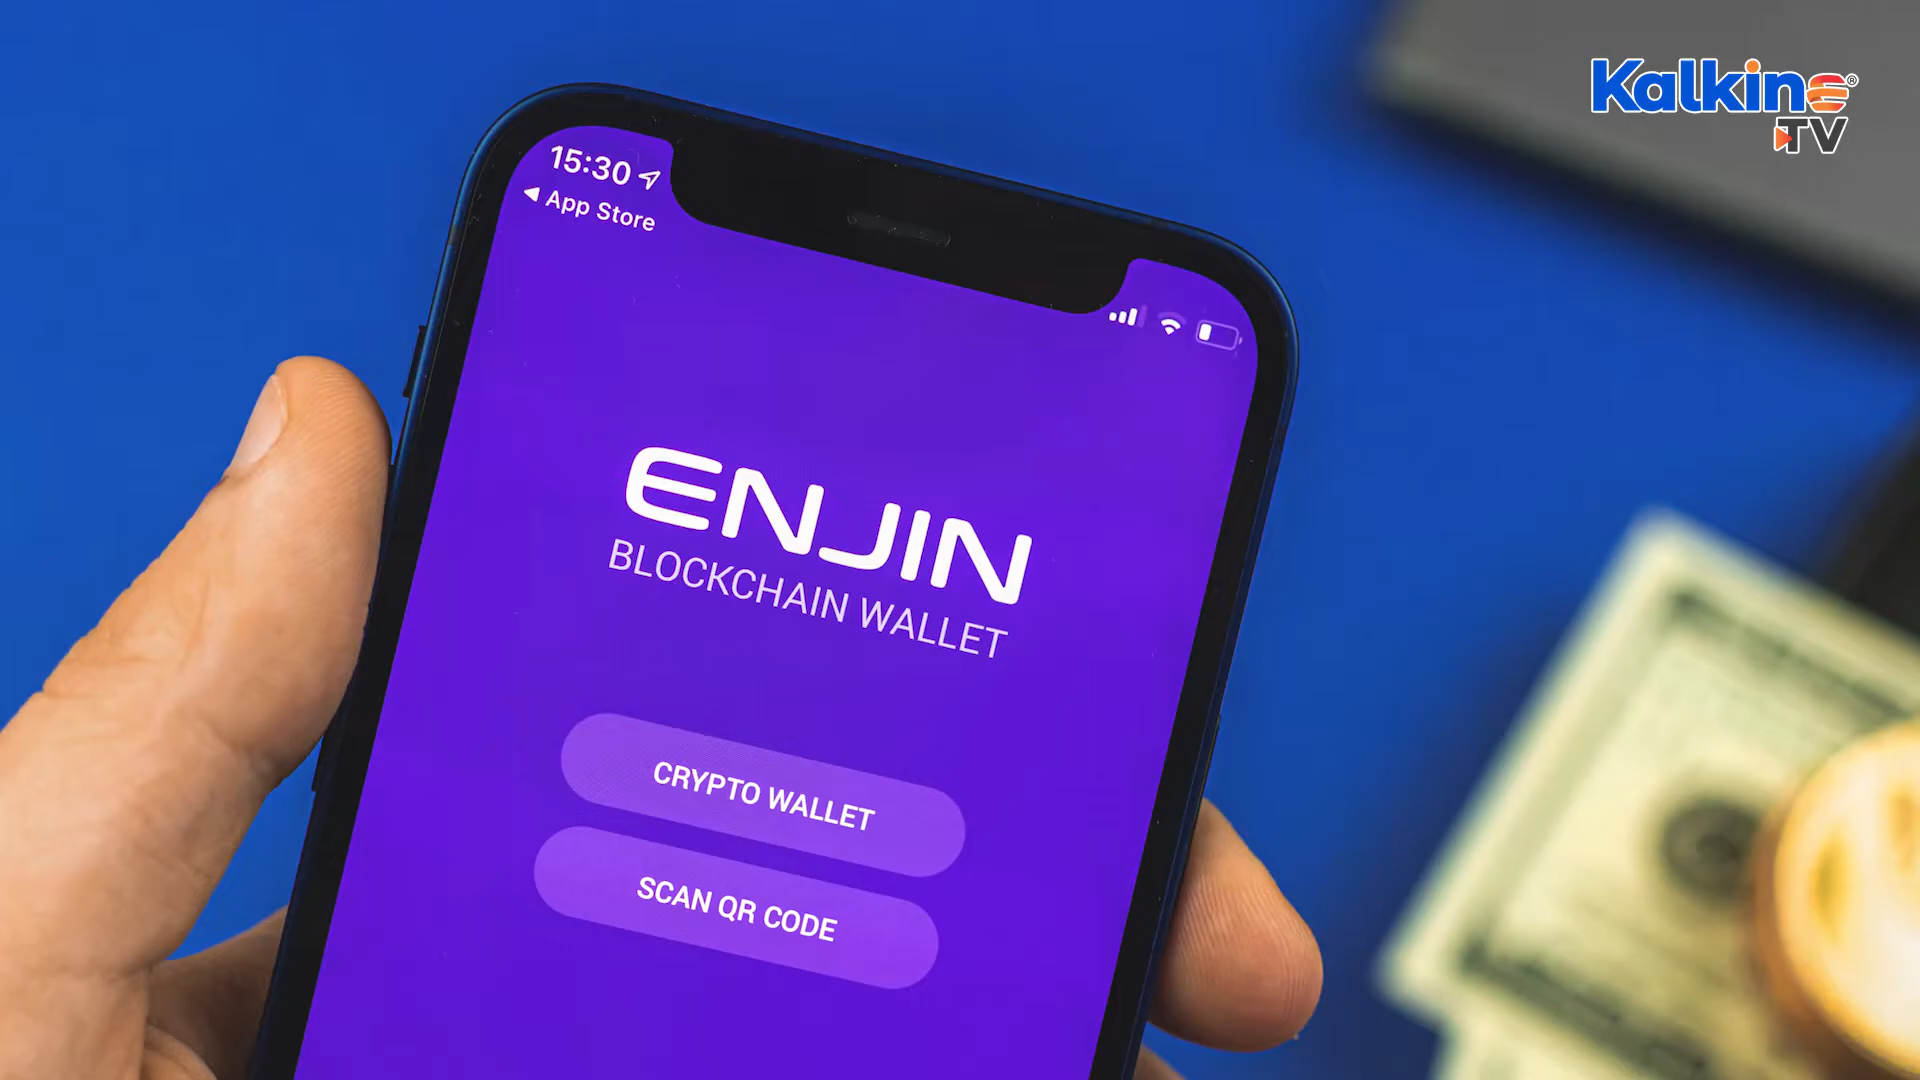 Kalkine®
TV
15:30
App Store
ENJIN
BLOCKCHAIN WALLET
CRYPTO WALLET
SCAN QR CODE